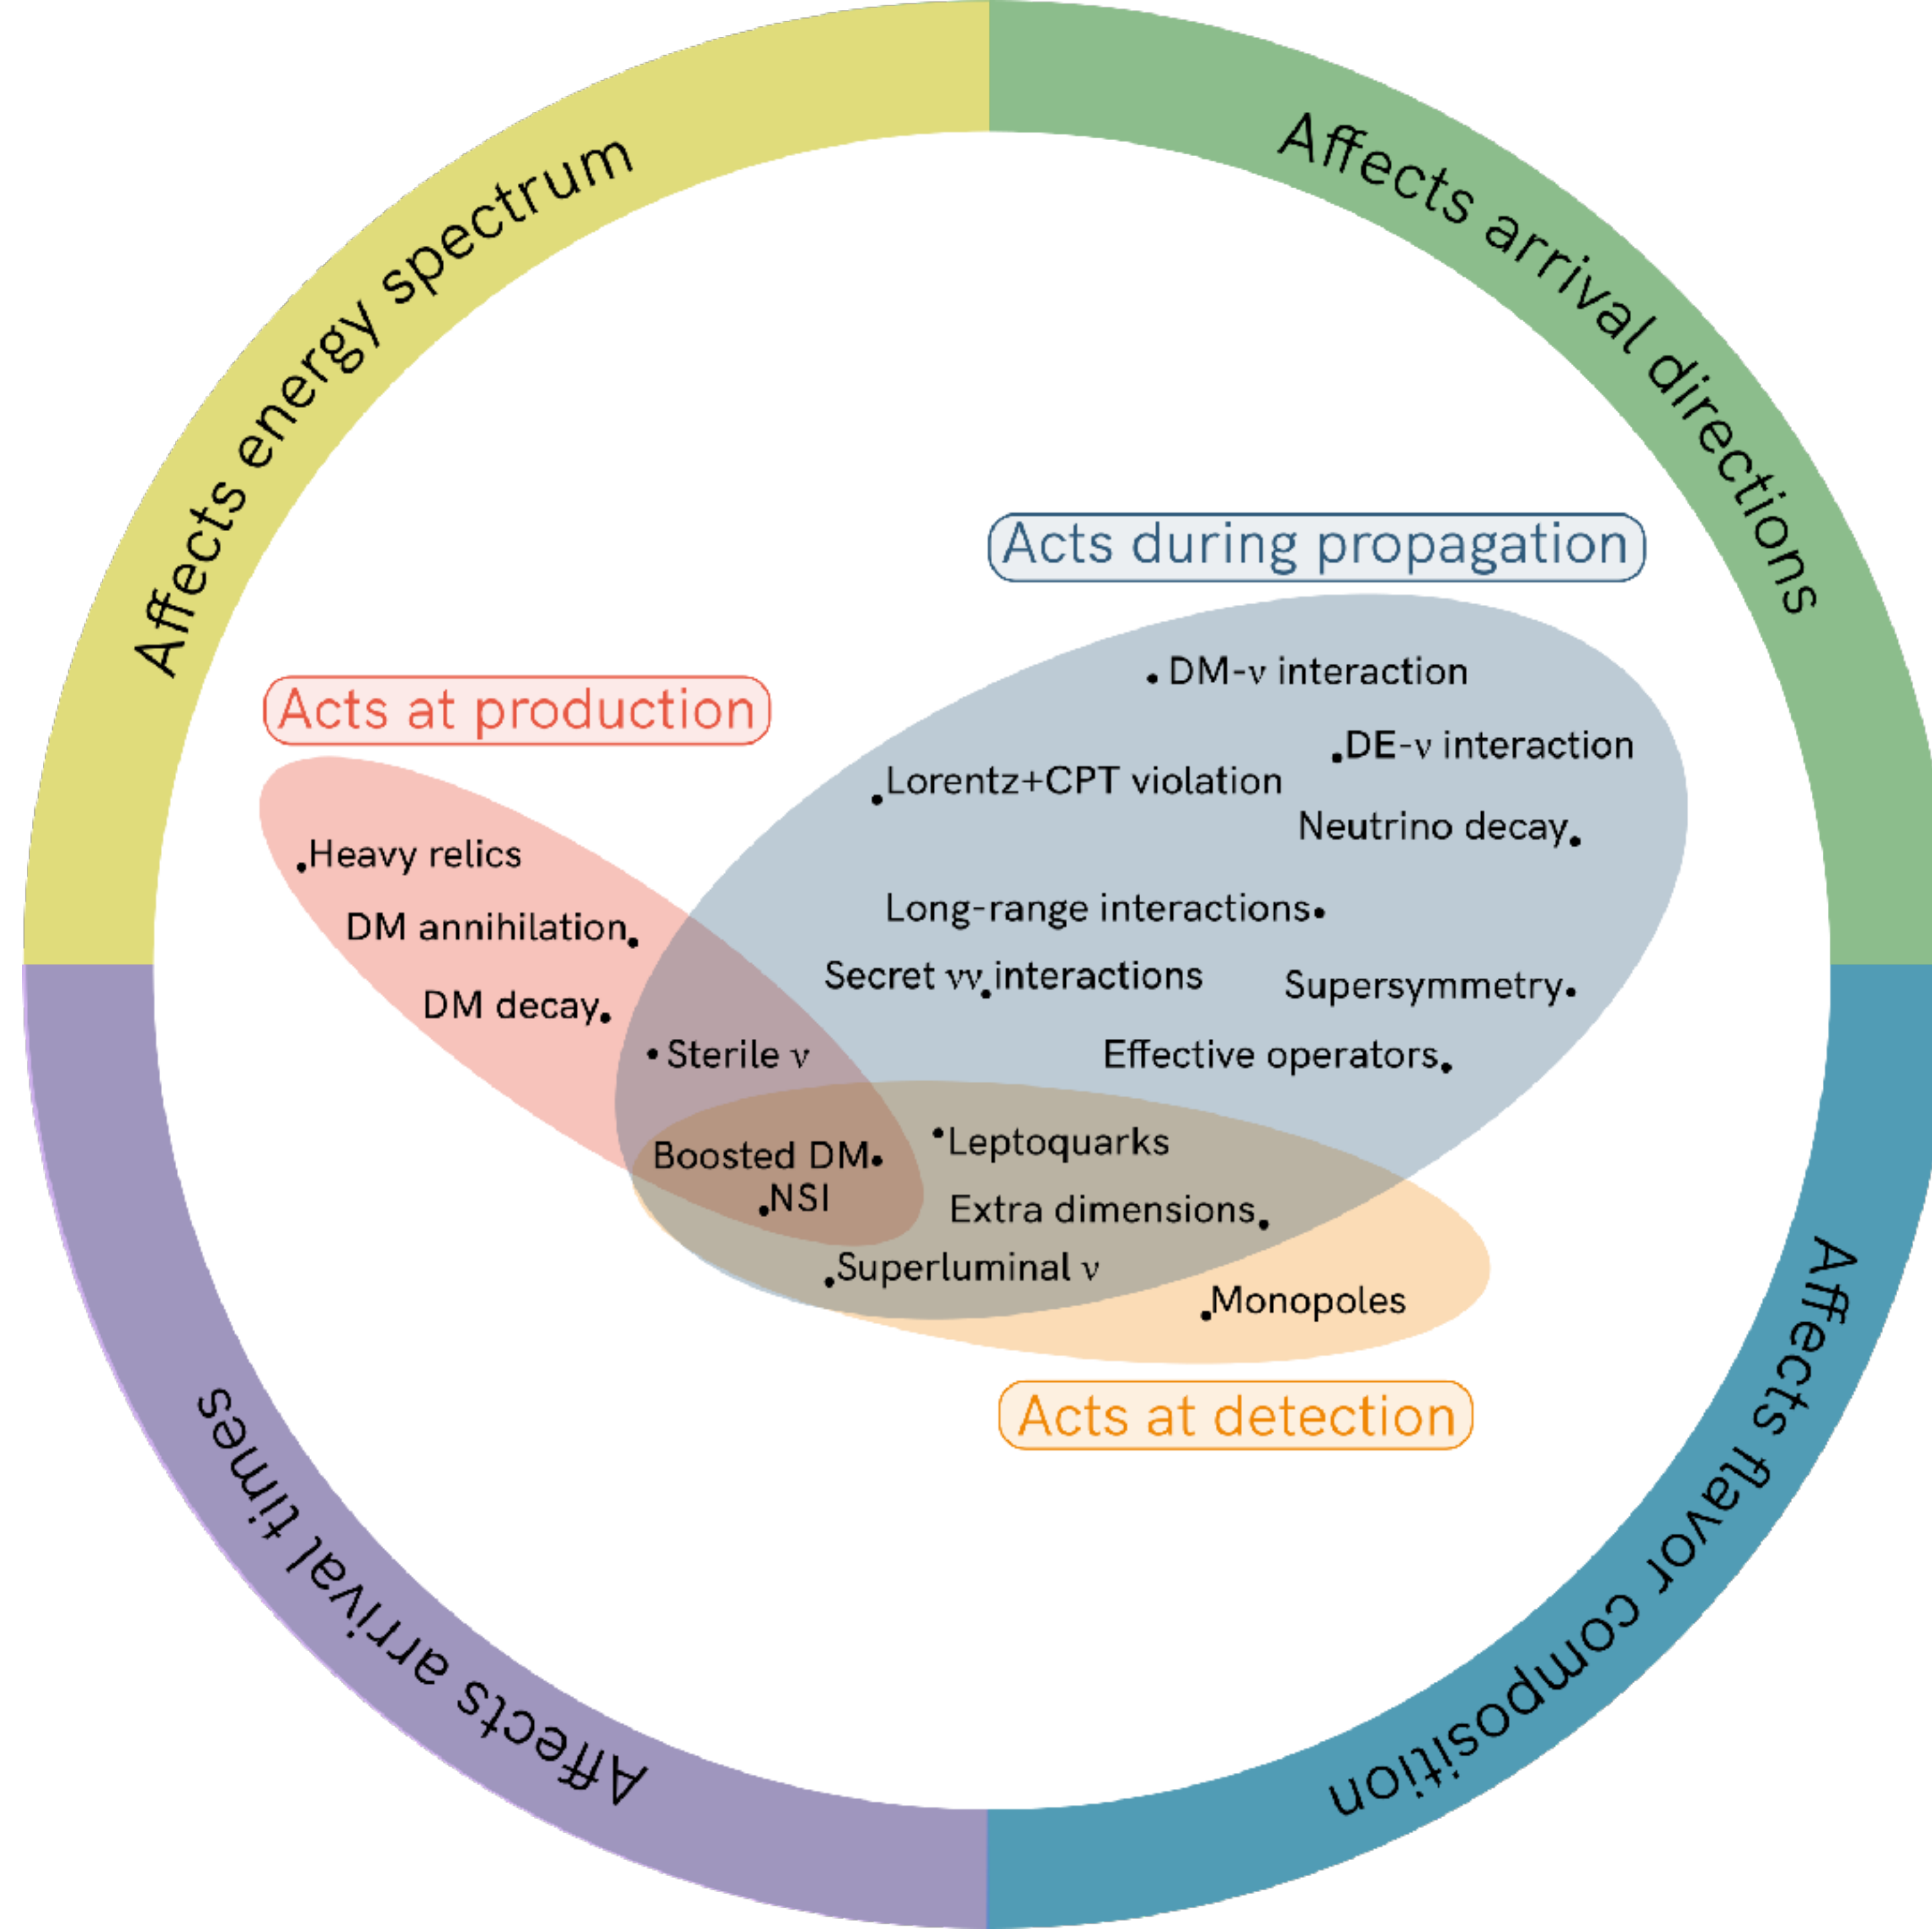 Affects energy spectrum
Affects arrival directions
Acts during propagation
DM-ν interaction
Acts at production
DE-ν interaction
Lorentz+CPT violation
Neutrino decay
Heavy relics
Long-range interactions
DM annihilation
Secret νν interactions
Supersymmetry
DM decay
Sterile ν
Effective operators
Leptoquarks
Boosted DM
NSI
Extra dimensions
Superluminal ν
Monopoles
Acts at detection
Affects arrival times
Affects flavor composition